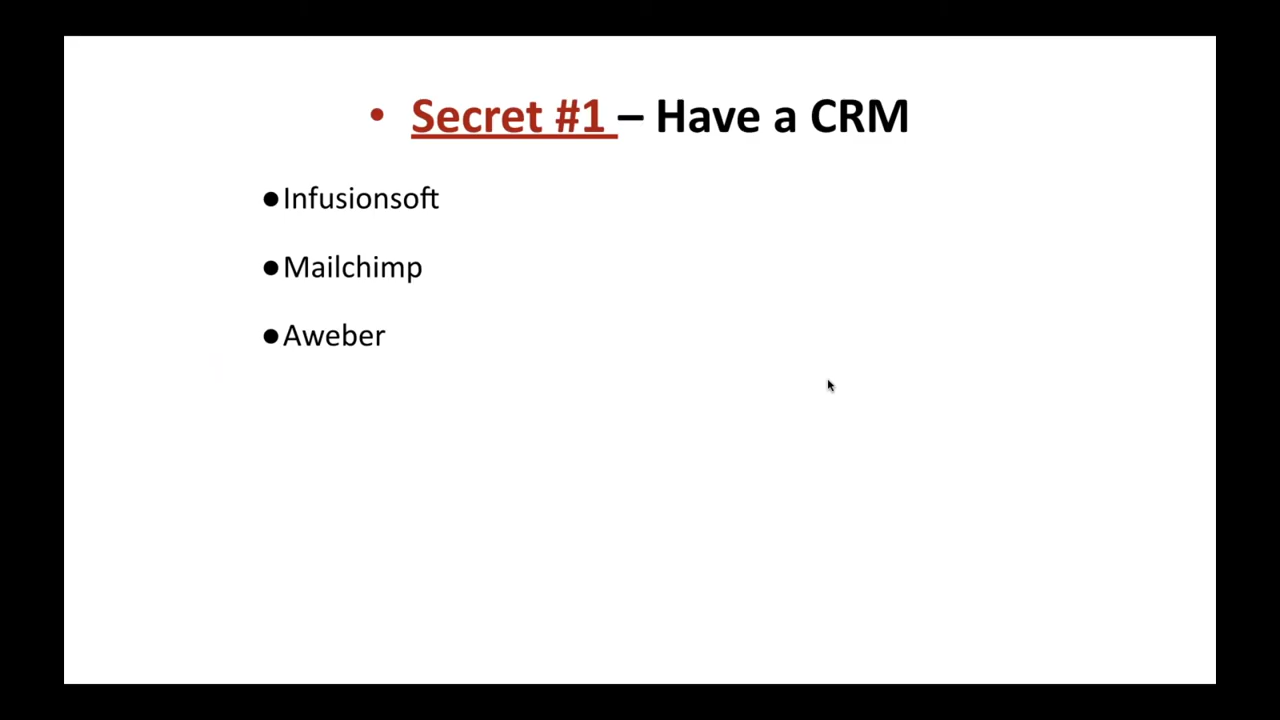 • Secret #1 – Have a CRM
●Infusionsoft
●Mailchimp
●Aweber